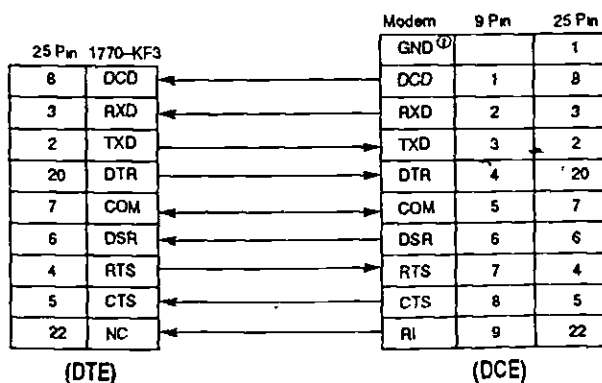 Modem 9 Pin 25 Pin
GND ① 1
25 Pin 1770–KF3
8 DCD DCD 1 8
3 RXD RXD 2 3
2 TXD TXD 3 2
20 DTR DTR 4 20
7 COM COM 5 7
6 DSR DSR 6 6
4 RTS RTS 7 4
5 CTS CTS 8 5
22 NC RI 9 22
(DTE) (DCE)